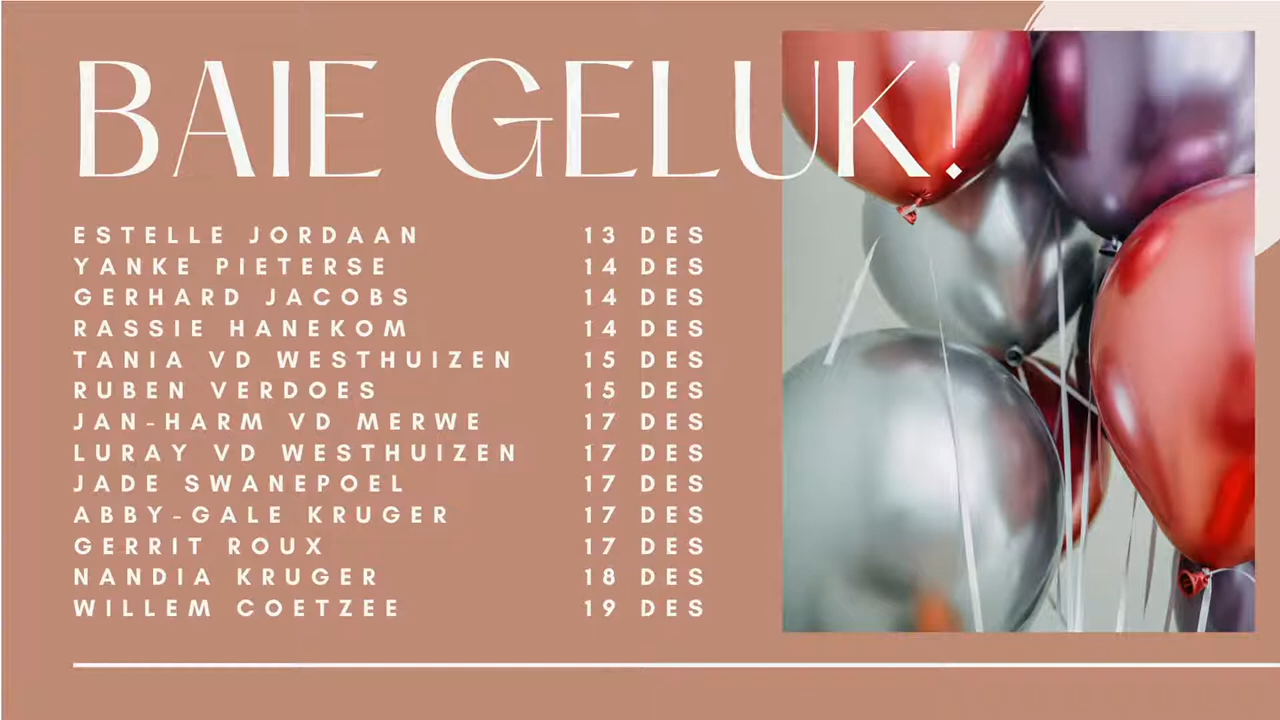 BAIE GELUK!
ESTELLE JORDAAN 13 DES
YANKE PIETERSE 14 DES
GERHARD JACOBS 14 DES
RASSIE HANEKOM 14 DES
TANIA VD WESTHUIZEN 15 DES
RUBEN VERDOES 15 DES
JAN-HARM VD MERWE 17 DES
LURAY VD WESTHUIZEN 17 DES
JADE SWANEPOEL 17 DES
ABBY-GALE KRUGER 17 DES
GERRIT ROUX 17 DES
NANDIA KRUGER 18 DES
WILLEM COETZEE 19 DES